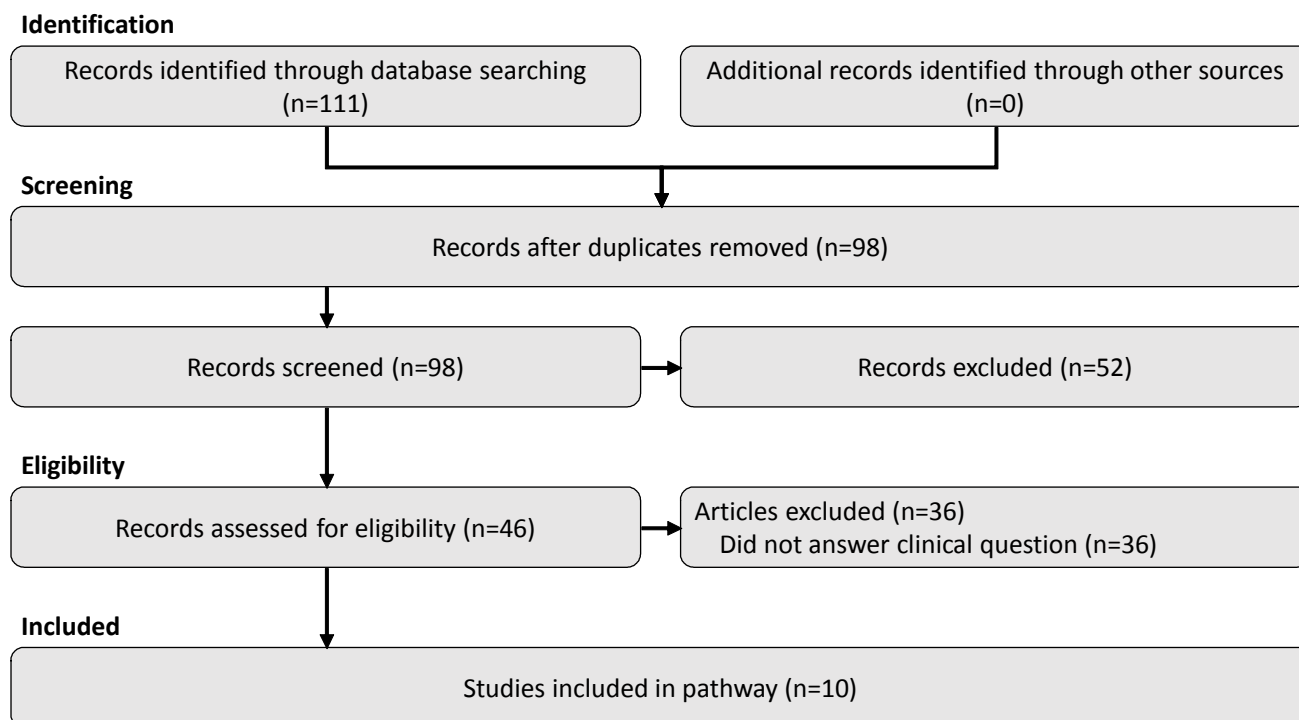 Identification
Records identified through database searching
(n=111)
Additional records identified through other sources
(n=0)
Screening
Records after duplicates removed (n=98)
Records screened (n=98)
Records excluded (n=52)
Eligibility
Records assessed for eligibility (n=46)
Articles excluded (n=36)
Did not answer clinical question (n=36)
Included
Studies included in pathway (n=10)